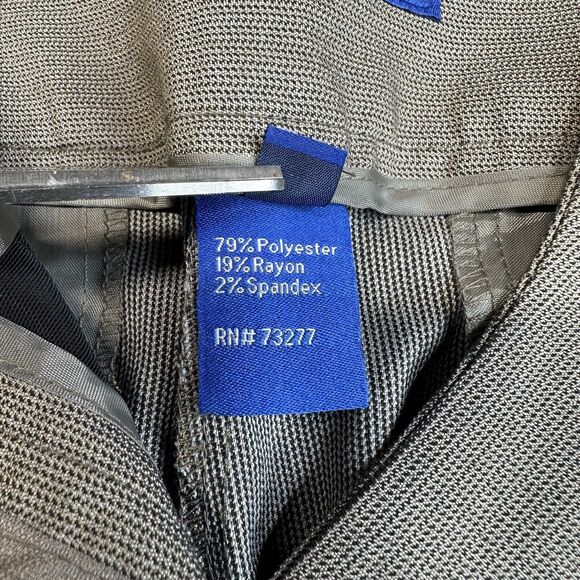 79% Polyester
19% Rayon
2% Spandex
RN# 73277